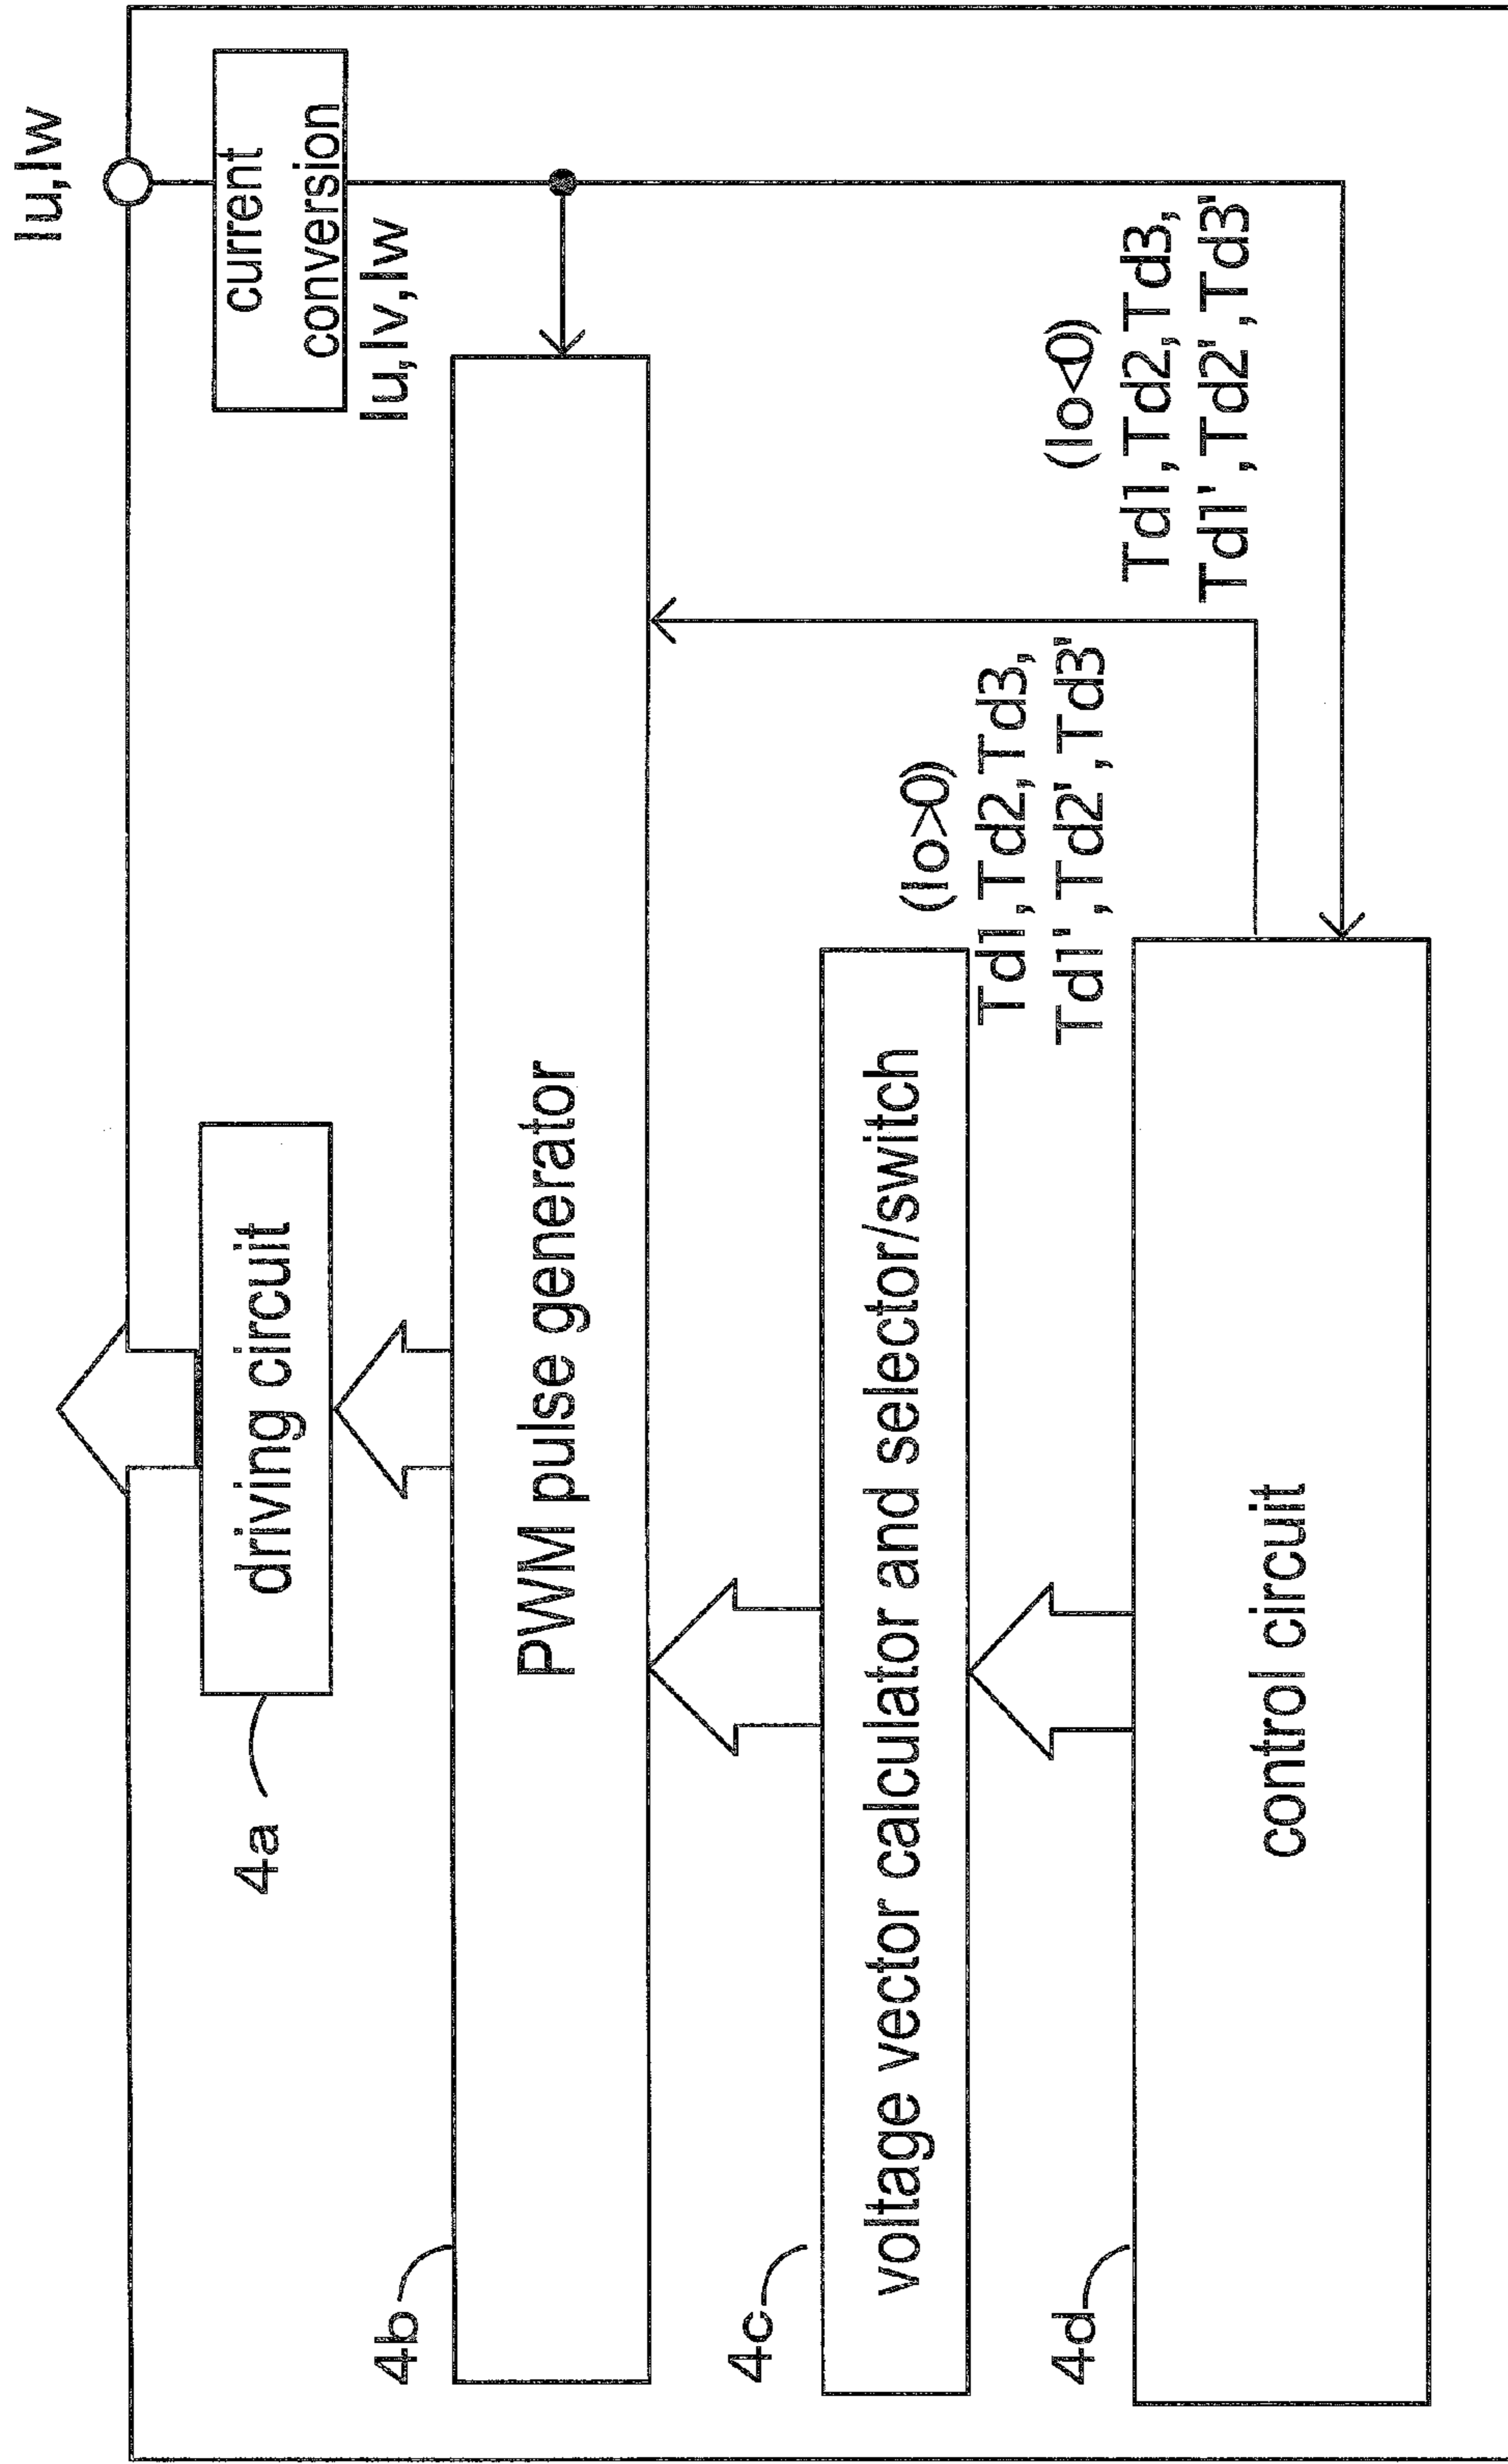 Iu,Iw
current
conversion
Iu,Iv,Iw
4a
driving circuit
4b
PWM pulse generator
4c
voltage vector calculator and selector/switch
(Io>0)
Td1,Td2,Td3,
Td1',Td2',Td3'
(Io<0)
Td1,Td2,Td3,
Td1',Td2',Td3'
4d
control circuit